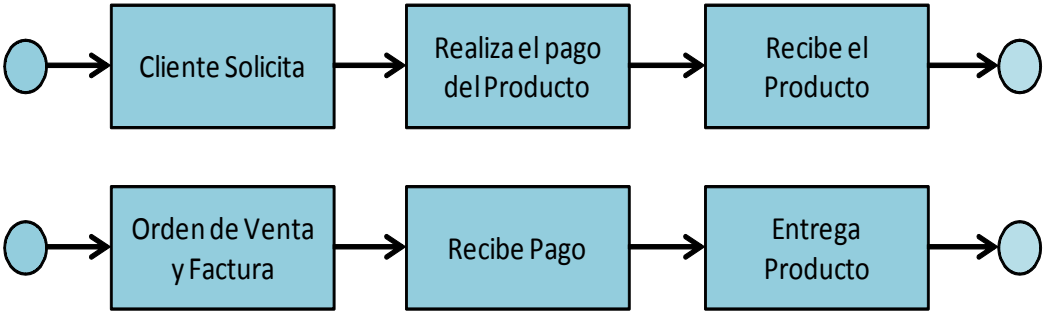 Cliente Solicita
Realiza el pago
del Producto
Recibe el
Producto
Orden de Venta
y Factura
Recibe Pago
Entrega
Producto